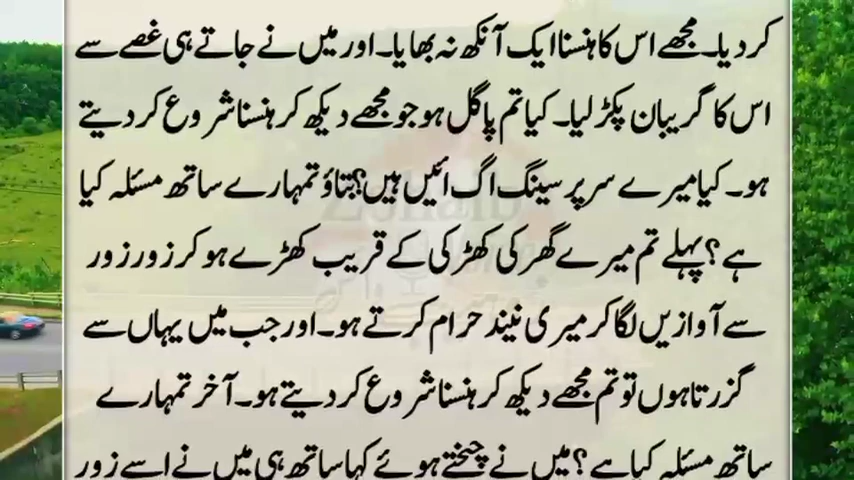 کر دیا۔ مجھے اس کا ہنسنا ایک آنکھ نہ بھایا۔ اور میں نے جاتے ہی غصے سے
اس کا گریبان پکڑ لیا۔ کیا تم پاگل ہو جو مجھے دیکھ کر ہنسنا شروع کر دیتے
ہو۔ کیا میرے سر پر سینگ اگ ائیں ہیں؟ بتاؤ تمہارے ساتھ مسئلہ کیا
ہے؟ پہلے تم میرے گھر کی کھڑکی کے قریب کھڑے ہو کر زور زور
سے آوازیں لگا کر میری نیند حرام کرتے ہو۔ اور جب میں یہاں سے
گزرتا ہوں تو تم مجھے دیکھ کر ہنسنا شروع کر دیتے ہو۔ آخر تمہارے
ساتھ مسئلہ کیا ہے؟ میں نے چیختے ہوئے کہا ساتھ ہی میں نے اسے زور